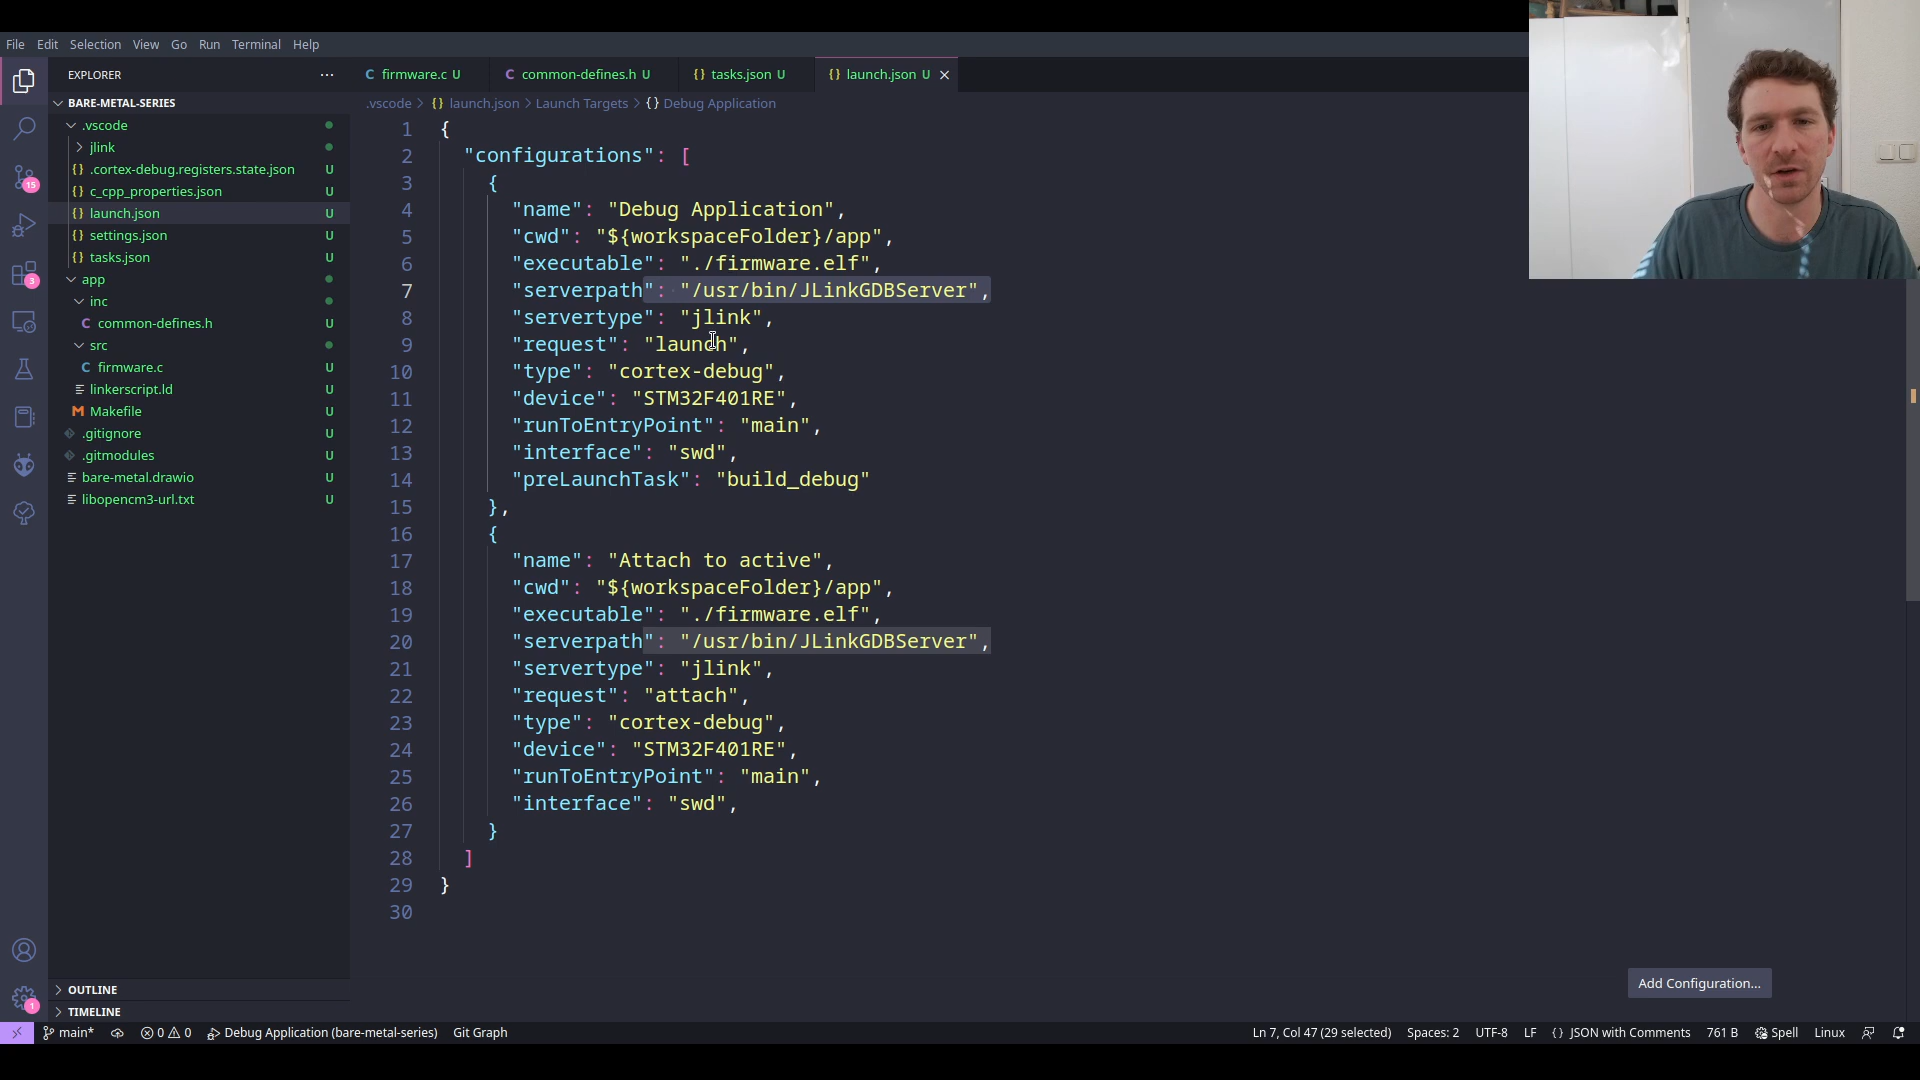 File Edit Selection View Go Run Terminal Help
EXPLORER
BARE-METAL-SERIES
.vscode
jlink
.cortex-debug.registers.state.json U
c_cpp_properties.json U
launch.json U
settings.json U
tasks.json U
app
inc
common-defines.h U
src
firmware.c U
linkerscript.ld U
Makefile U
.gitignore U
.gitmodules U
bare-metal.drawio U
libopencm3-url.txt U
OUTLINE
TIMELINE
15
3
1
firmware.c U common-defines.h U tasks.json U launch.json U
.vscode > {} launch.json > Launch Targets > {} Debug Application
1 {
2 "configurations": [
3 {
4 "name": "Debug Application",
5 "cwd": "${workspaceFolder}/app",
6 "executable": "./firmware.elf",
7 "serverpath": "/usr/bin/JLinkGDBServer",
8 "servertype": "jlink",
9 "request": "launch",
10 "type": "cortex-debug",
11 "device": "STM32F401RE",
12 "runToEntryPoint": "main",
13 "interface": "swd",
14 "preLaunchTask": "build_debug"
15 },
16 {
17 "name": "Attach to active",
18 "cwd": "${workspaceFolder}/app",
19 "executable": "./firmware.elf",
20 "serverpath": "/usr/bin/JLinkGDBServer",
21 "servertype": "jlink",
22 "request": "attach",
23 "type": "cortex-debug",
24 "device": "STM32F401RE",
25 "runToEntryPoint": "main",
26 "interface": "swd",
27 }
28 ]
29 }
30
Add Configuration...
main* 0 0 Debug Application (bare-metal-series) Git Graph Ln 7, Col 47 (29 selected) Spaces: 2 UTF-8 LF {} JSON with Comments 761 B Spell Linux